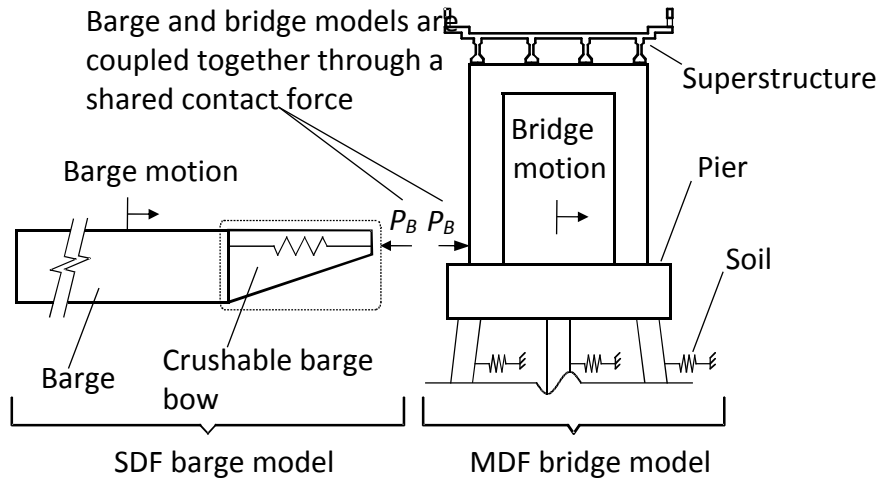 Barge and bridge models are
coupled together through a
shared contact force
Superstructure
Bridge
motion
Pier
Barge motion
P_B P_B
Soil
Crushable barge
bow
Barge
SDF barge model
MDF bridge model